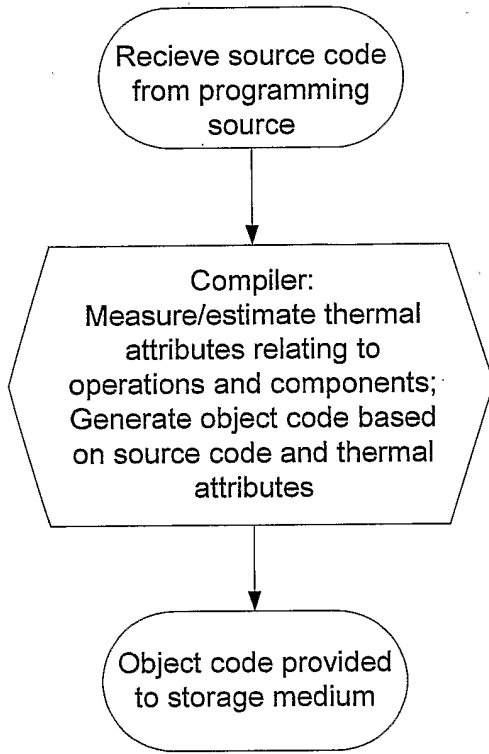 Recieve source code
from programming
source
Compiler:
Measure/estimate thermal
attributes relating to
operations and components;
Generate object code based
on source code and thermal
attributes
Object code provided
to storage medium